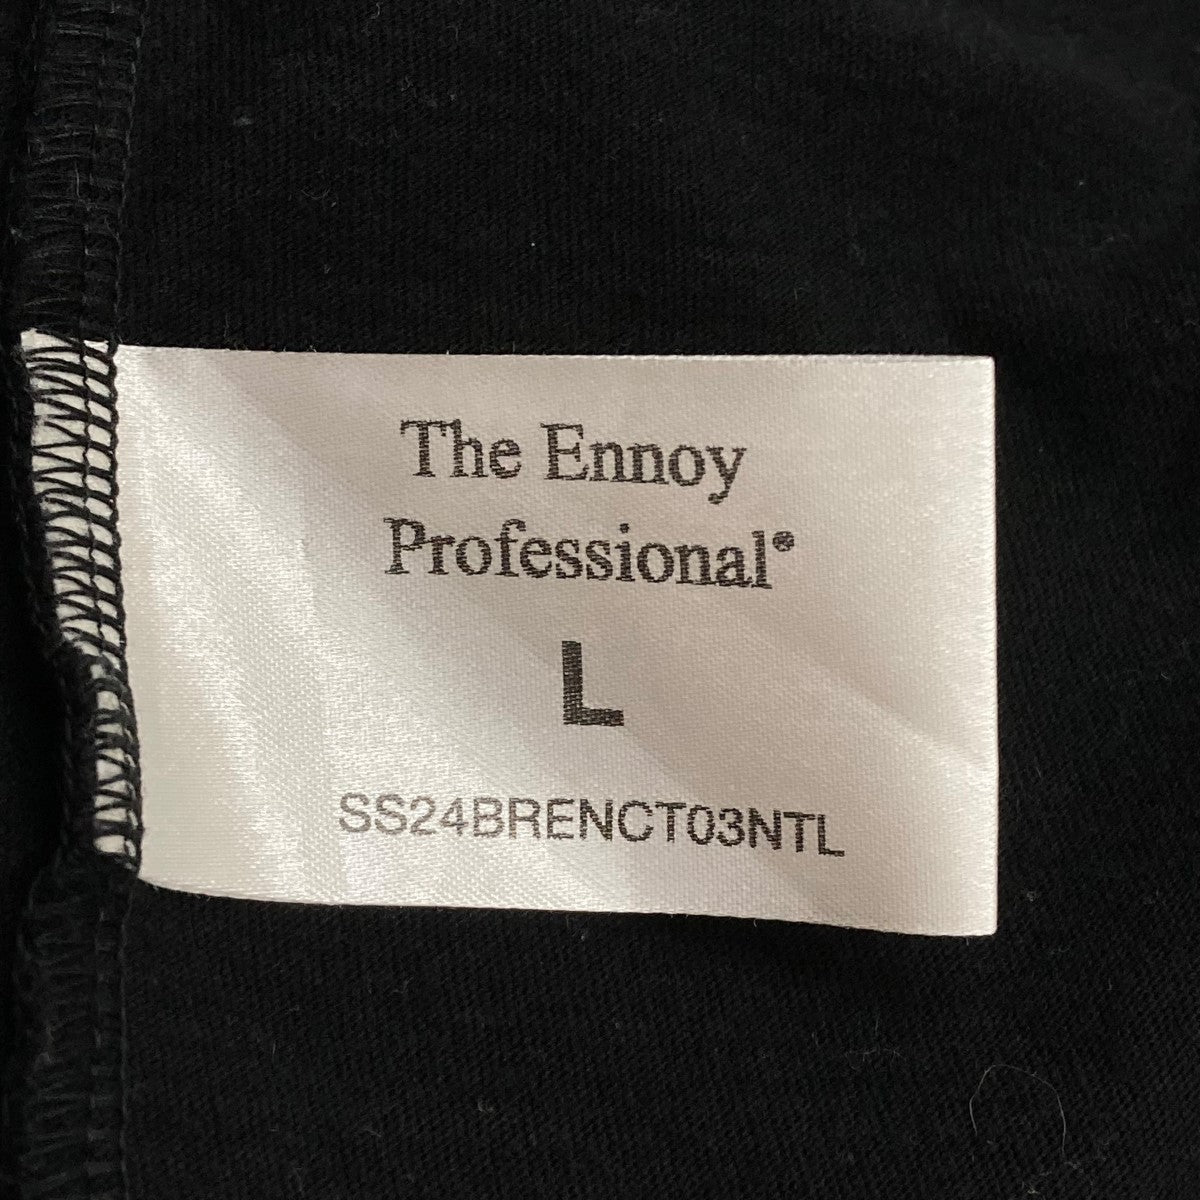 The Ennoy
Professional®
L
SS24BRENCT03NTL